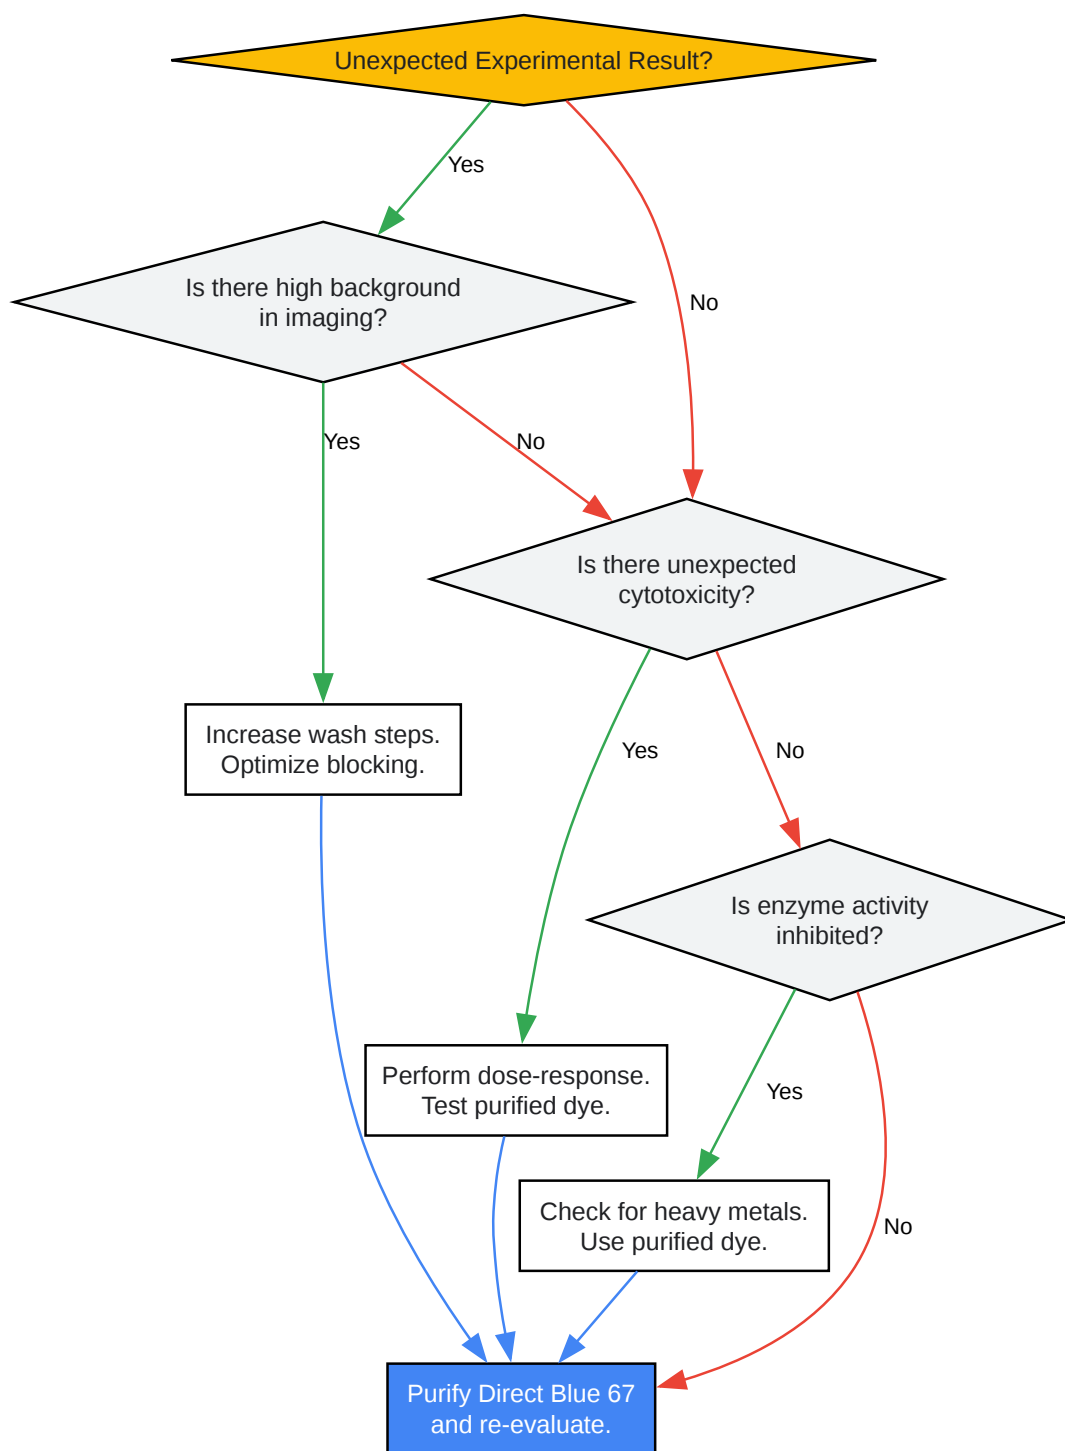 Unexpected Experimental Result?
Yes
No
Is there high background
in imaging?
Yes
No
Is there unexpected
cytotoxicity?
Yes
No
Increase wash steps.
Optimize blocking.
Is enzyme activity
inhibited?
Yes
No
Perform dose-response.
Test purified dye.
Check for heavy metals.
Use purified dye.
Purify Direct Blue 67
and re-evaluate.